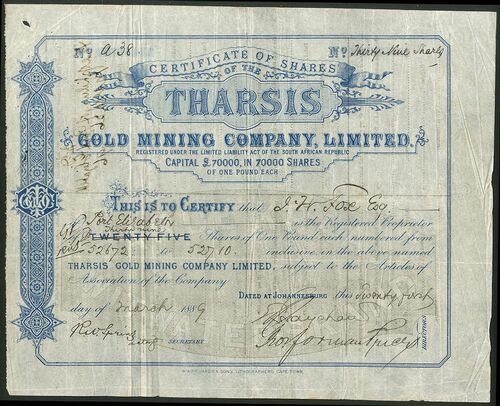 No A 38 No Thirty Nine Shares
CERTIFICATE OF SHARES
OF THE
THARSIS
GOLD MINING COMPANY, LIMITED.
REGISTERED UNDER THE LIMITED LIABILITY ACT OF THE SOUTH AFRICAN REPUBLIC
CAPITAL £70000, IN 70000 SHARES
OF ONE POUND EACH
THIS IS TO CERTIFY that J. H. Esq
Port Elizabeth is the Registered Proprietor
Thirty nine
of TWENTY FIVE Shares of One Pound each numbered from
52672 to 52710 inclusive in the above named
THARSIS GOLD MINING COMPANY LIMITED, subject to the Articles of
Association of the Company
DATED AT JOHANNESBURG this Twenty first
day of March 1889
SECRETARY
DIRECTORS
LITHOGRAPHERS CAPE TOWN